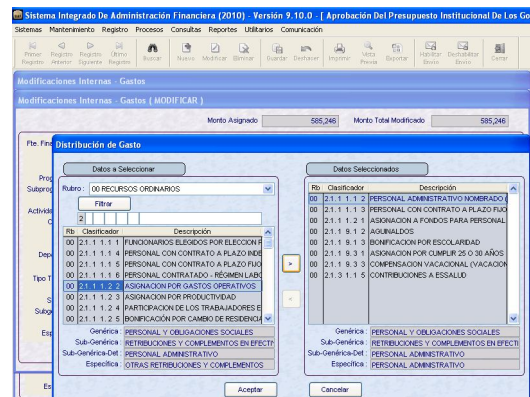 Sistema Integrado De Administración Financiera (2010) - Versión 9.10.0 - [ Aprobación Del Presupuesto Institucional De Los Go
Sistemas Mantenimiento Registro Procesos Consultas Reportes Utilitarios Comunicación
Primer Registro Registro Anterior Registro Siguiente Último Registro Buscar Nuevo Modificar Eliminar Guardar Deshacer Imprimir Vista Previa Exportar Habilitar Envío Deshabilitar Envío Cerrar
Modificaciones Internas - Gastos
Modificaciones Internas - Gastos ( MODIFICAR )
Monto Asignado 585,246 Monto Total Modificado 585,246
Fte. Fina
Prog
Subprog
Activida
Depa
Tipo T
S
Subg
Esp
Es
Distribución de Gasto
Datos a Seleccionar
Rubro : 00 RECURSOS ORDINARIOS
Filtrar
2
Rb Clasificador Descripción
00 2.1. 1 1. 1 1 FUNCIONARIOS ELEGIDOS POR ELECCION P
00 2.1. 1 1. 1 4 PERSONAL CON CONTRATO A PLAZO INDE
00 2.1. 1 1. 1 5 PERSONAL CON CONTRATO A PLAZO FIJO
00 2.1. 1 1. 1 6 PERSONAL CONTRATADO - RÉGIMEN LABO
00 2.1. 1 1. 2 2 ASIGNACION POR GASTOS OPERATIVOS
00 2.1. 1 1. 2 3 ASIGNACION POR PRODUCTIVIDAD
00 2.1. 1 1. 2 4 PARTICIPACION DE LOS TRABAJADORES E
00 2.1. 1 1. 2 5 BONIFICACIÓN POR CAMBIO DE RESIDENCIA
Genérica : PERSONAL Y OBLIGACIONES SOCIALES
Sub-Genérica : RETRIBUCIONES Y COMPLEMENTOS EN EFECTI
Sub-Genérica-Det : PERSONAL ADMINISTRATIVO
Específica : OTRAS RETRIBUCIONES Y COMPLEMENTOS
Aceptar
>
<
Datos Seleccionados
Rb Clasificador Descripción
00 2.1. 1 1. 1 2 PERSONAL ADMINISTRATIVO NOMBRADO (
00 2.1. 1 1. 1 3 PERSONAL CON CONTRATO A PLAZO FIJO
00 2.1. 1 1. 2 1 ASIGNACION A FONDOS PARA PERSONAL
00 2.1. 1 9. 1 2 AGUINALDOS
00 2.1. 1 9. 1 3 BONIFICACION POR ESCOLARIDAD
00 2.1. 1 9. 3 1 ASIGNACION POR CUMPLIR 25 O 30 AÑOS
00 2.1. 1 9. 3 3 COMPENSACION VACACIONAL (VACACION
00 2.1. 3 1. 1 5 CONTRIBUCIONES A ESSALUD
Genérica : PERSONAL Y OBLIGACIONES SOCIALES
Sub-Genérica : RETRIBUCIONES Y COMPLEMENTOS EN EFECTI
Sub-Genérica-Det : PERSONAL ADMINISTRATIVO
Específica : PERSONAL ADMINISTRATIVO
Cancelar